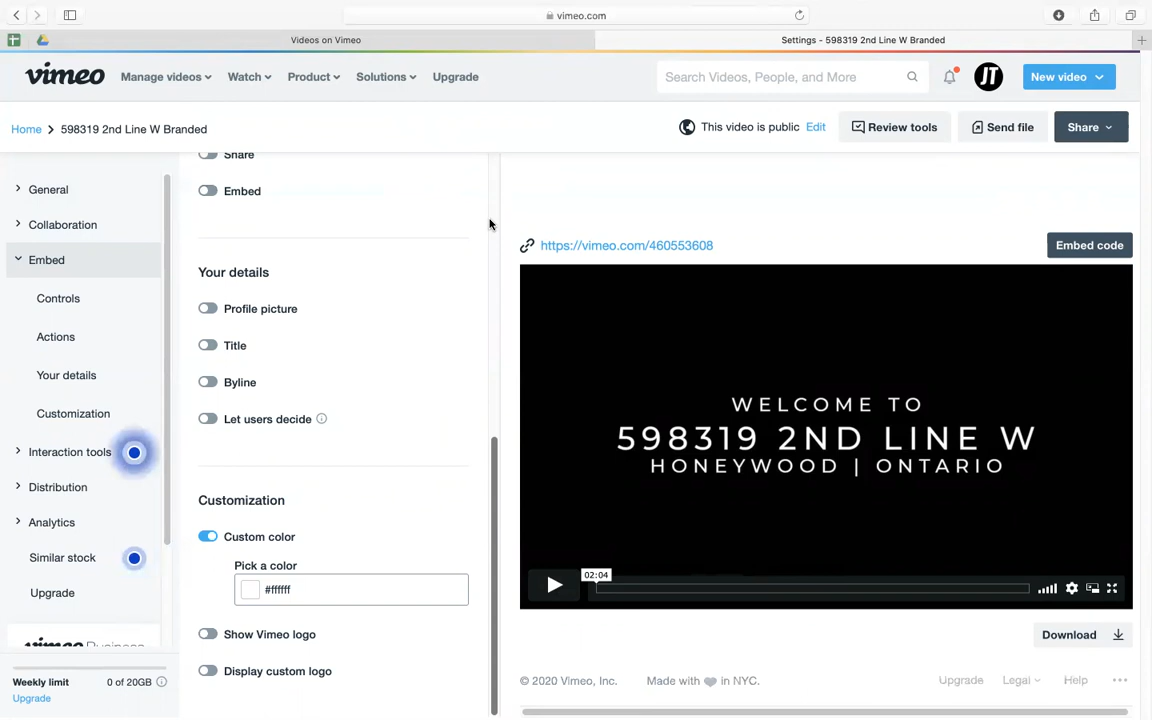 vimeo.com
Videos on Vimeo
Settings - 598319 2nd Line W Branded
vimeo
Manage videos
Watch
Product
Solutions
Upgrade
Search Videos, People, and More
JT
New video
Home
598319 2nd Line W Branded
This video is public Edit
Review tools
Send file
Share
General
Collaboration
Embed
Controls
Actions
Your details
Customization
Interaction tools
Distribution
Analytics
Similar stock
Upgrade
vimeo Business
Weekly limit
0 of 20GB
Upgrade
Share
Embed
Your details
Profile picture
Title
Byline
Let users decide
Customization
Custom color
Pick a color
#ffffff
Show Vimeo logo
Display custom logo
https://vimeo.com/460553608
Embed code
WELCOME TO
598319 2ND LINE W
HONEYWOOD | ONTARIO
02:04
Download
© 2020 Vimeo, Inc.
Made with
in NYC.
Upgrade
Legal
Help